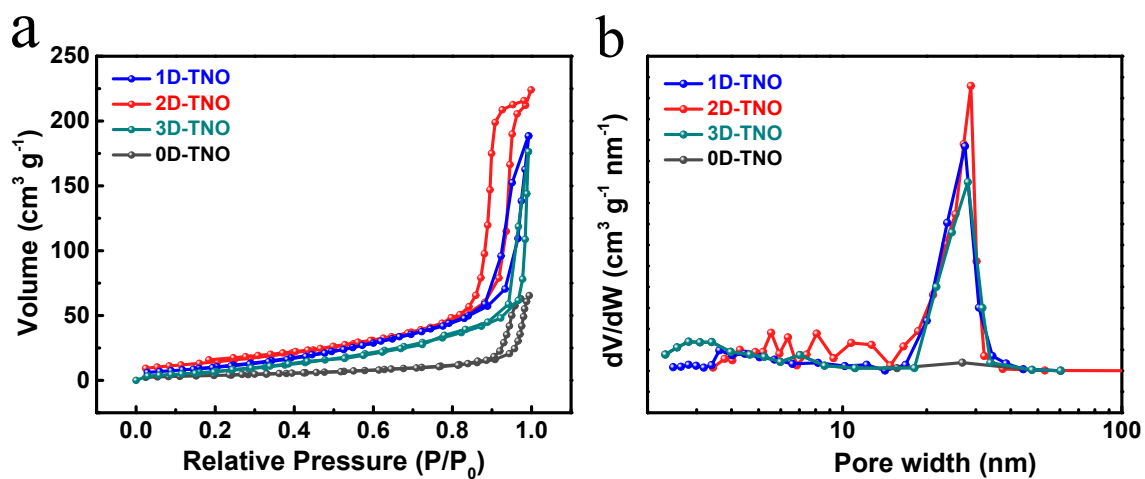 a
250
200
150
100
50
0
Volume (cm³ g⁻¹)
1D-TNO
2D-TNO
3D-TNO
0D-TNO
0.0 0.2 0.4 0.6 0.8 1.0
Relative Pressure (P/P₀)
b
dV/dW (cm³ g⁻¹ nm⁻¹)
1D-TNO
2D-TNO
3D-TNO
0D-TNO
10 100
Pore width (nm)